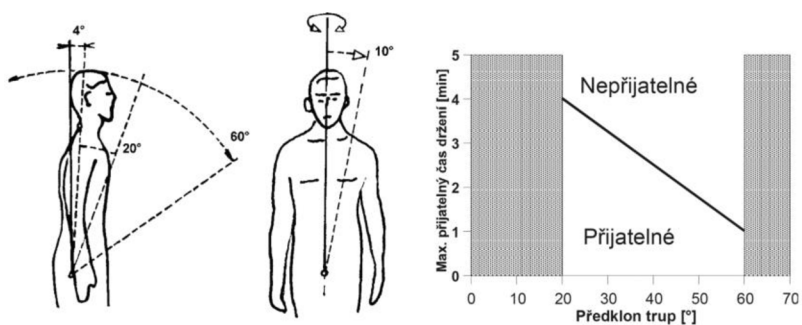 4°
20°
60°
10°
Max. přijatelný čas držení [min]
5
4
3
2
1
0
Nepřijatelné
Přijatelné
0 10 20 30 40 50 60 70
Předklon trup [°]